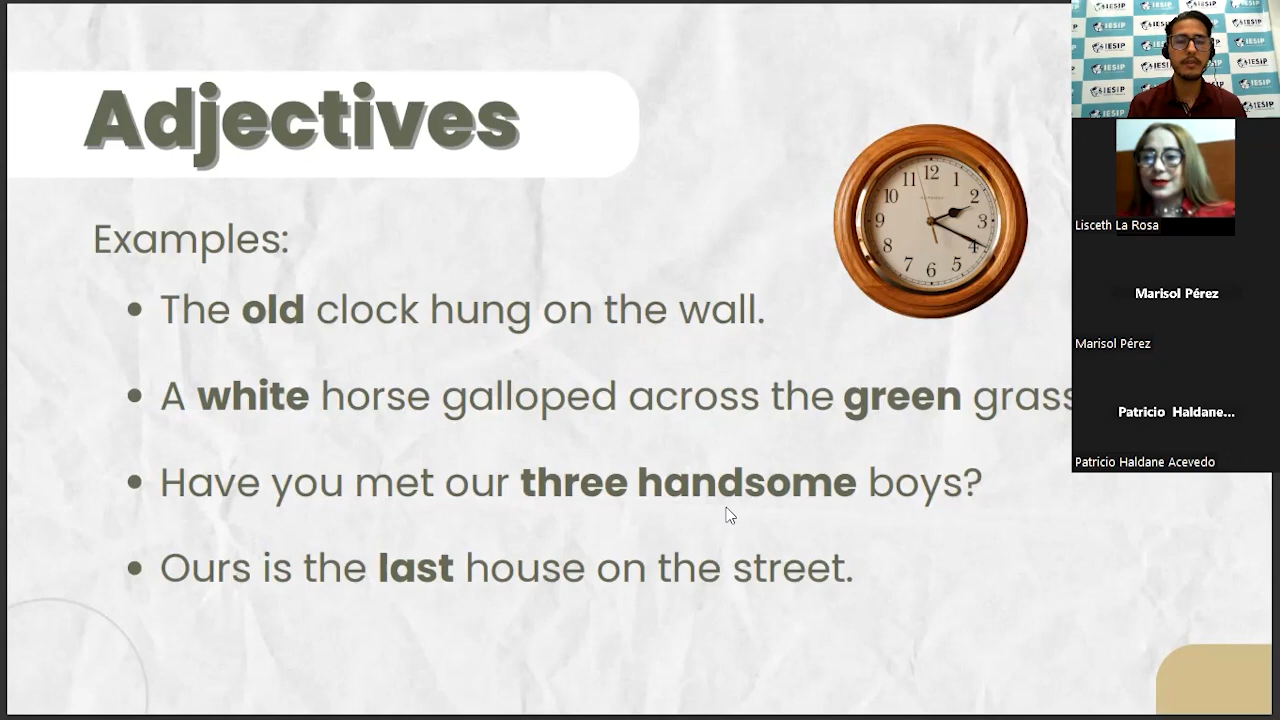 Adjectives
Examples:
• The old clock hung on the wall.
• A white horse galloped across the green grass
• Have you met our three handsome boys?
• Ours is the last house on the street.
11 12 1
10 2
9 3
8 4
7 6 5
IESIP
Lisceth La Rosa
Marisol Pérez
Marisol Pérez
Patricio Haldane...
Patricio Haldane Acevedo